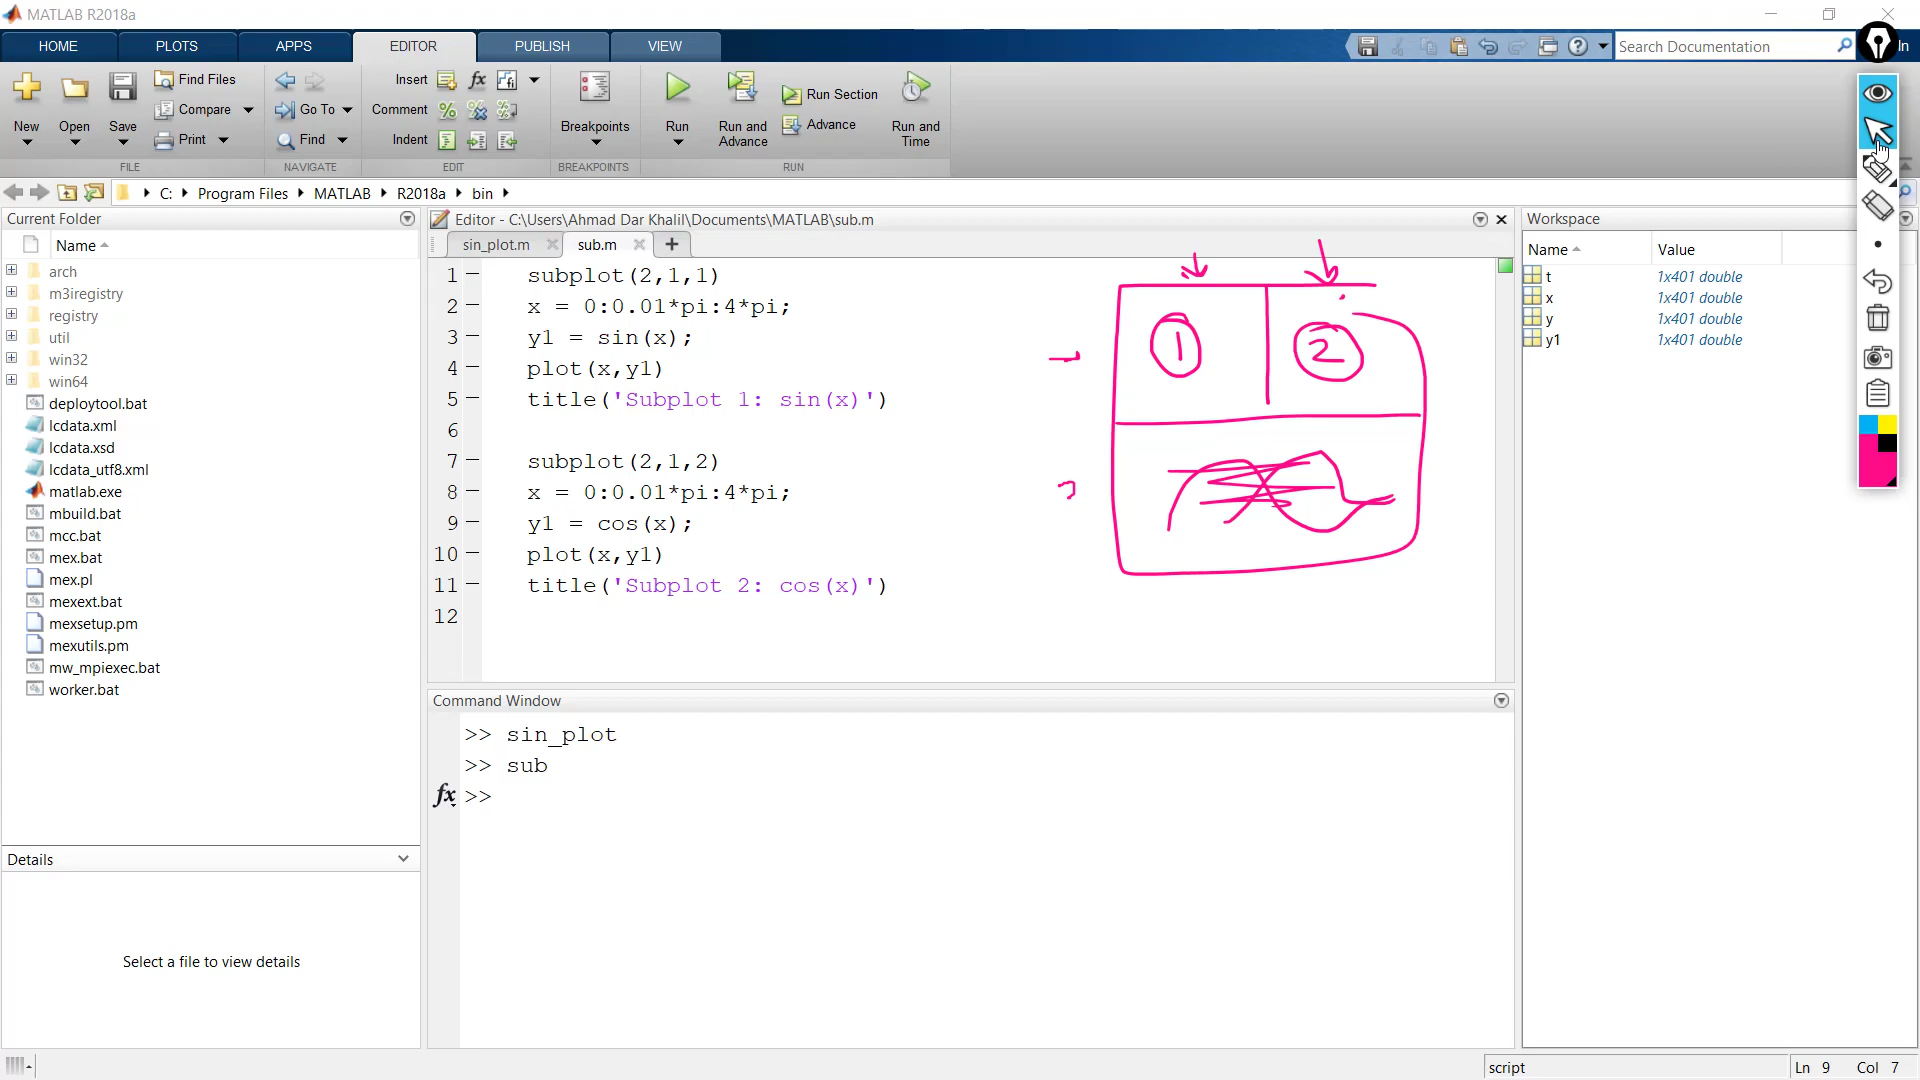 MATLAB R2018a
HOME PLOTS APPS EDITOR PUBLISH VIEW
Search Documentation
In
New Open Save Find Files Compare Print
Go To Find
Insert Comment Indent
Breakpoints
Run
Run and Advance
Run Section Advance
Run and Time
FILE NAVIGATE EDIT BREAKPOINTS RUN
C: Program Files MATLAB R2018a bin
Current Folder
Name
arch
m3iregistry
registry
util
win32
win64
deploytool.bat
lcdata.xml
lcdata.xsd
lcdata_utf8.xml
matlab.exe
mbuild.bat
mcc.bat
mex.bat
mex.pl
mexext.bat
mexsetup.pm
mexutils.pm
mw_mpiexec.bat
worker.bat
Details
Select a file to view details
Editor - C:\Users\Ahmad Dar Khalil\Documents\MATLAB\sub.m
sin_plot.m sub.m
1 subplot(2,1,1)
2 x = 0:0.01*pi:4*pi;
3 y1 = sin(x);
4 plot(x,y1)
5 title('Subplot 1: sin(x)')
6
7 subplot(2,1,2)
8 x = 0:0.01*pi:4*pi;
9 y1 = cos(x);
10 plot(x,y1)
11 title('Subplot 2: cos(x)')
12
1 2
Command Window
>> sin_plot
>> sub
fx >>
Workspace
Name Value
t 1x401 double
x 1x401 double
y 1x401 double
y1 1x401 double
script
Ln 9 Col 7